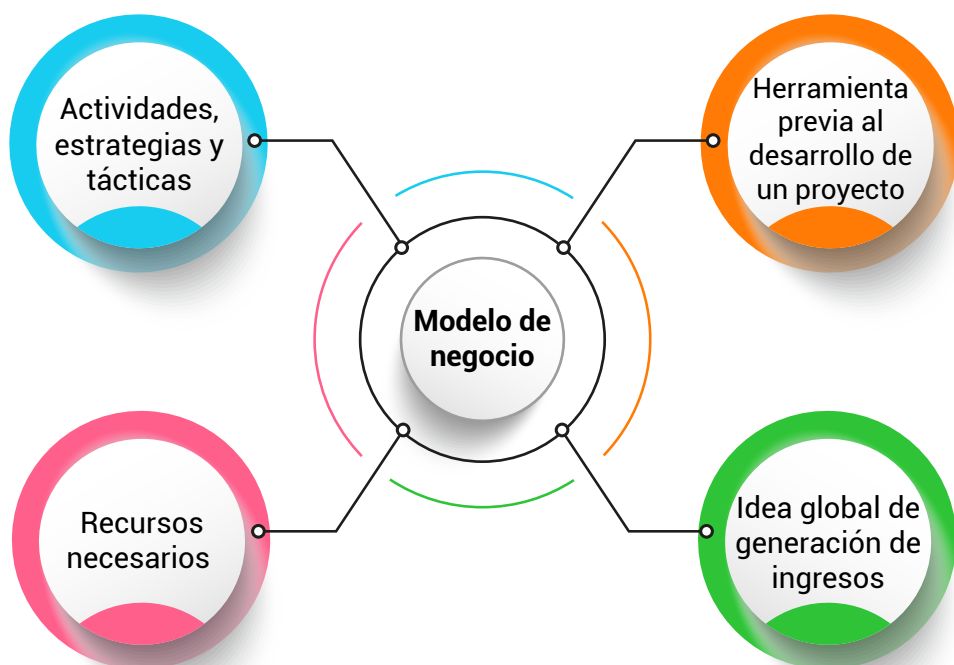 Actividades,
estrategias y
tácticas
Herramienta
previa al
desarrollo de
un proyecto
Modelo de
negocio
Recursos
necesarios
Idea global de
generación de
ingresos